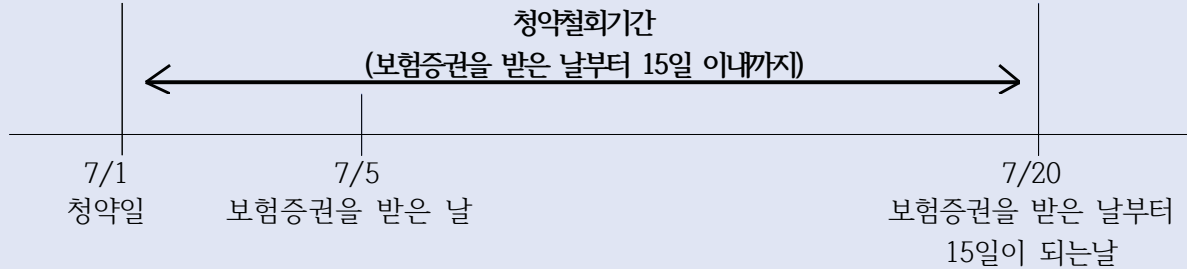 청약철회기간
(보험증권을 받은 날부터 15일 이내까지)
7/1
청약일
7/5
보험증권을 받은 날
7/20
보험증권을 받은 날부터
15일이 되는날